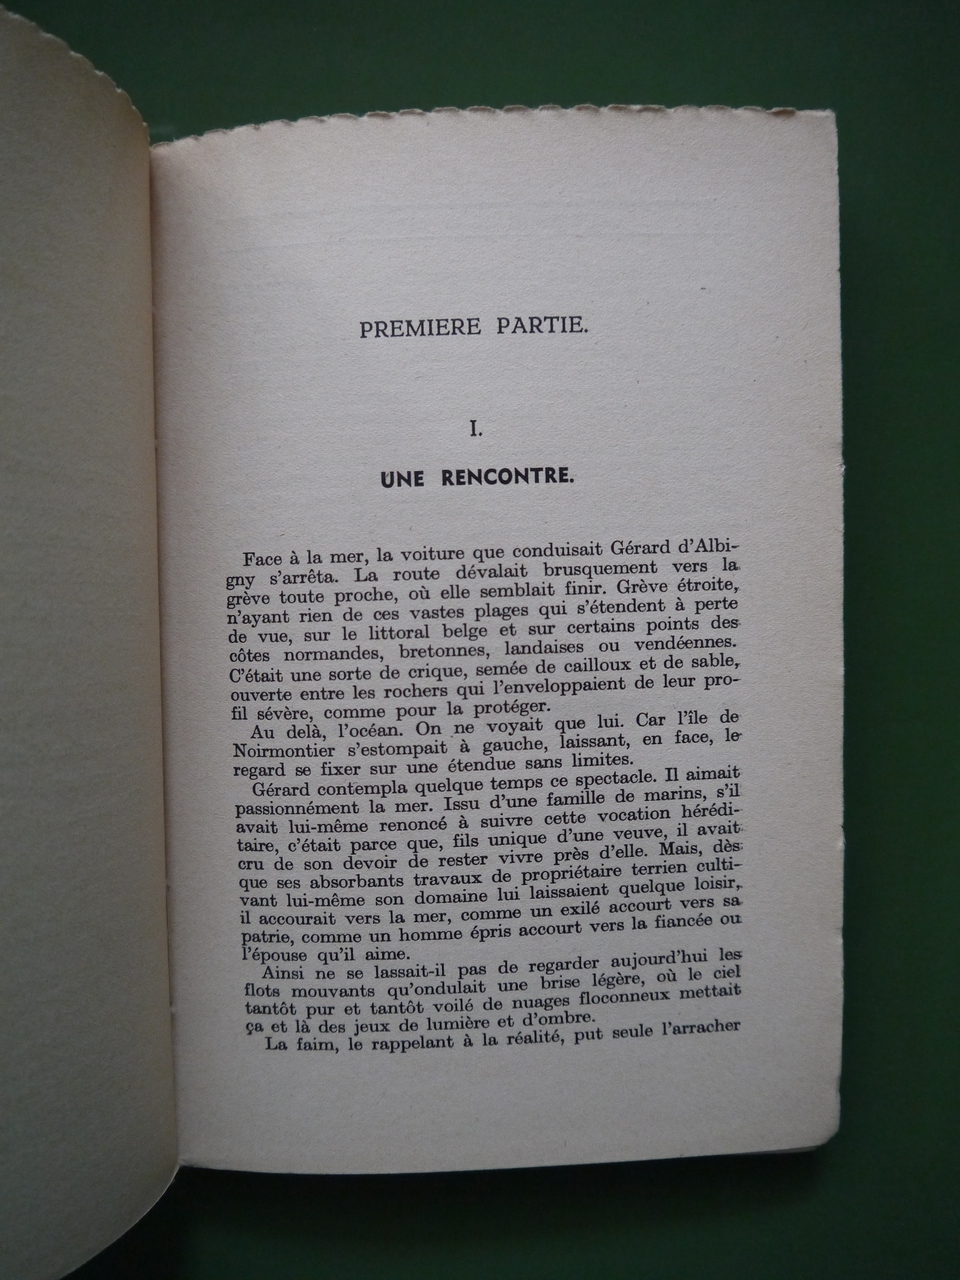 PREMIERE PARTIE.
I.
UNE RENCONTRE.
Face à la mer, la voiture que conduisait Gérard d'Albi-
gny s'arrêta. La route dévalait brusquement vers la
grève toute proche, où elle semblait finir. Grève étroite,
n'ayant rien de ces vastes plages qui s'étendent à perte
de vue, sur le littoral belge et sur certains points des
côtes normandes, bretonnes, landaises ou vendéennes.
C'était une sorte de crique, semée de cailloux et de sable,
ouverte entre les rochers qui l'enveloppaient de leur pro-
fil sévère, comme pour la protéger.
Au delà, l'océan. On ne voyait que lui. Car l'île de
Noirmontier s'estompait à gauche, laissant, en face, le
regard se fixer sur une étendue sans limites.
Gérard contempla quelque temps ce spectacle. Il aimait
passionnément la mer. Issu d'une famille de marins, s'il
avait lui-même renoncé à suivre cette vocation hérédi-
taire, c'était parce que, fils unique d'une veuve, il avait
cru de son devoir de rester vivre près d'elle. Mais, dès
que ses absorbants travaux de propriétaire terrien culti-
vant lui-même son domaine lui laissaient quelque loisir,
il accourait vers la mer, comme un exilé accourt vers sa
patrie, comme un homme épris accourt vers la fiancée ou
l'épouse qu'il aime.
Ainsi ne se lassait-il pas de regarder aujourd'hui les
flots mouvants qu'ondulait une brise légère, où le ciel
tantôt pur et tantôt voilé de nuages floconneux mettait
ça et là des jeux de lumière et d'ombre.
La faim, le rappelant à la réalité, put seule l'arracher